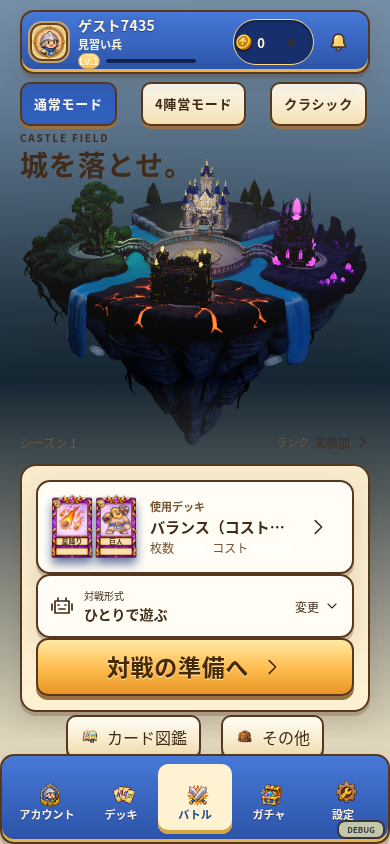 ゲスト7435
見習い兵
Lv.1
0
通常モード
4陣営モード
クラシック
CASTLE FIELD
城を落とせ。
シーズン 1
ランク 未参加
使用デッキ
バランス（コスト…
枚数 コスト
巨人
対戦形式
ひとりで遊ぶ
変更
対戦の準備へ
カード図鑑
その他
アカウント
デッキ
バトル
ガチャ
設定
DEBUG